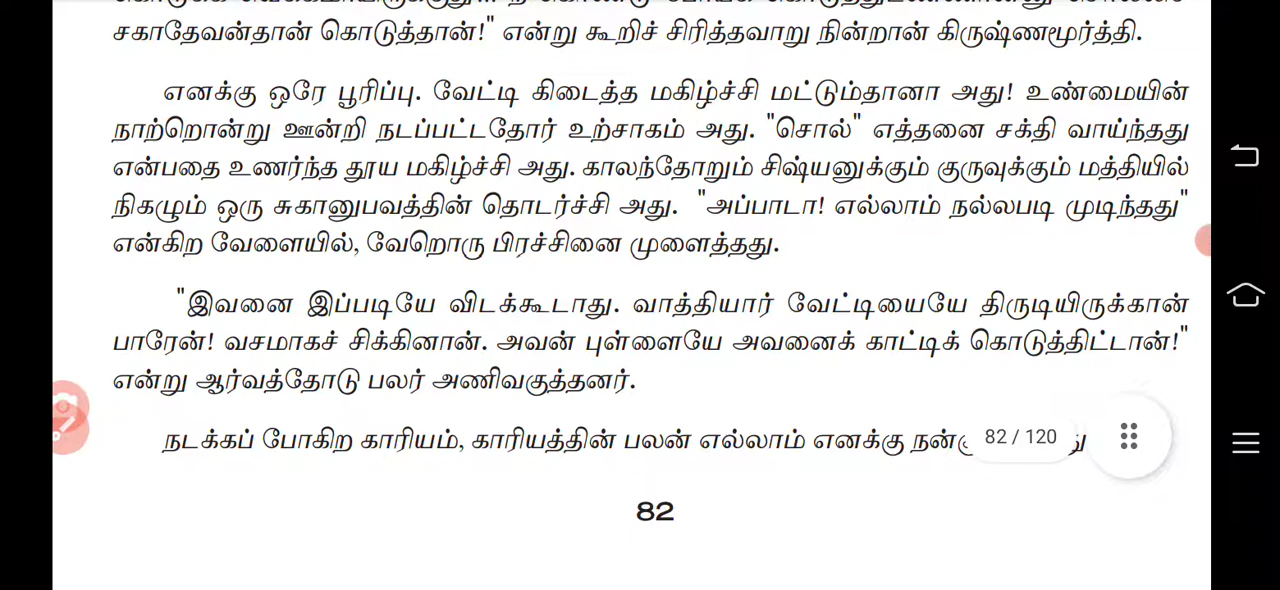 சகாதேவன்தான் கொடுத்தான்!" என்று கூறிச் சிரித்தவாறு நின்றான் கிருஷ்ணமூர்த்தி.
எனக்கு ஒரே பூரிப்பு. வேட்டி கிடைத்த மகிழ்ச்சி மட்டும்தானா அது! உண்மையின்
நாற்றொன்று ஊன்றி நடப்பட்டதோர் உற்சாகம் அது. "சொல்" எத்தனை சக்தி வாய்ந்தது
என்பதை உணர்ந்த தூய மகிழ்ச்சி அது. காலந்தோறும் சிஷ்யனுக்கும் குருவுக்கும் மத்தியில்
நிகழும் ஒரு சுகானுபவத்தின் தொடர்ச்சி அது. "அப்பாடா! எல்லாம் நல்லபடி முடிந்தது"
என்கிற வேளையில், வேறொரு பிரச்சினை முளைத்தது.
"இவனை இப்படியே விடக்கூடாது. வாத்தியார் வேட்டியையே திருடியிருக்கான்
பாரேன்! வசமாகச் சிக்கினான். அவன் புள்ளையே அவனைக் காட்டிக் கொடுத்திட்டான்!"
என்று ஆர்வத்தோடு பலர் அணிவகுத்தனர்.
நடக்கப் போகிற காரியம், காரியத்தின் பலன் எல்லாம் எனக்கு
82 / 120
82